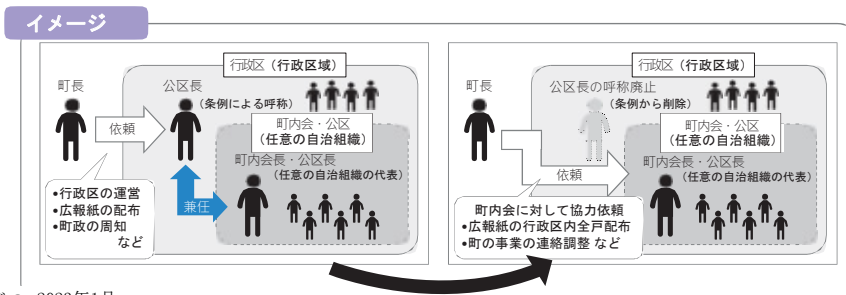 イメージ
行政区(行政区域)
町長
公区長
(条例による呼称)
依頼
町内会・公区
(任意の自治組織)
町内会長・公区長
(任意の自治組織の代表)
兼任
•行政区の運営
•広報紙の配布
•町政の周知
など
行政区(行政区域)
町長
公区長の呼称廃止
(条例から削除)
町内会・公区
(任意の自治組織)
町内会長・公区長
(任意の自治組織の代表)
依頼
町内会に対して協力依頼
•広報紙の行政区内全戸配布
•町の事業の連絡調整 など
2023年1月